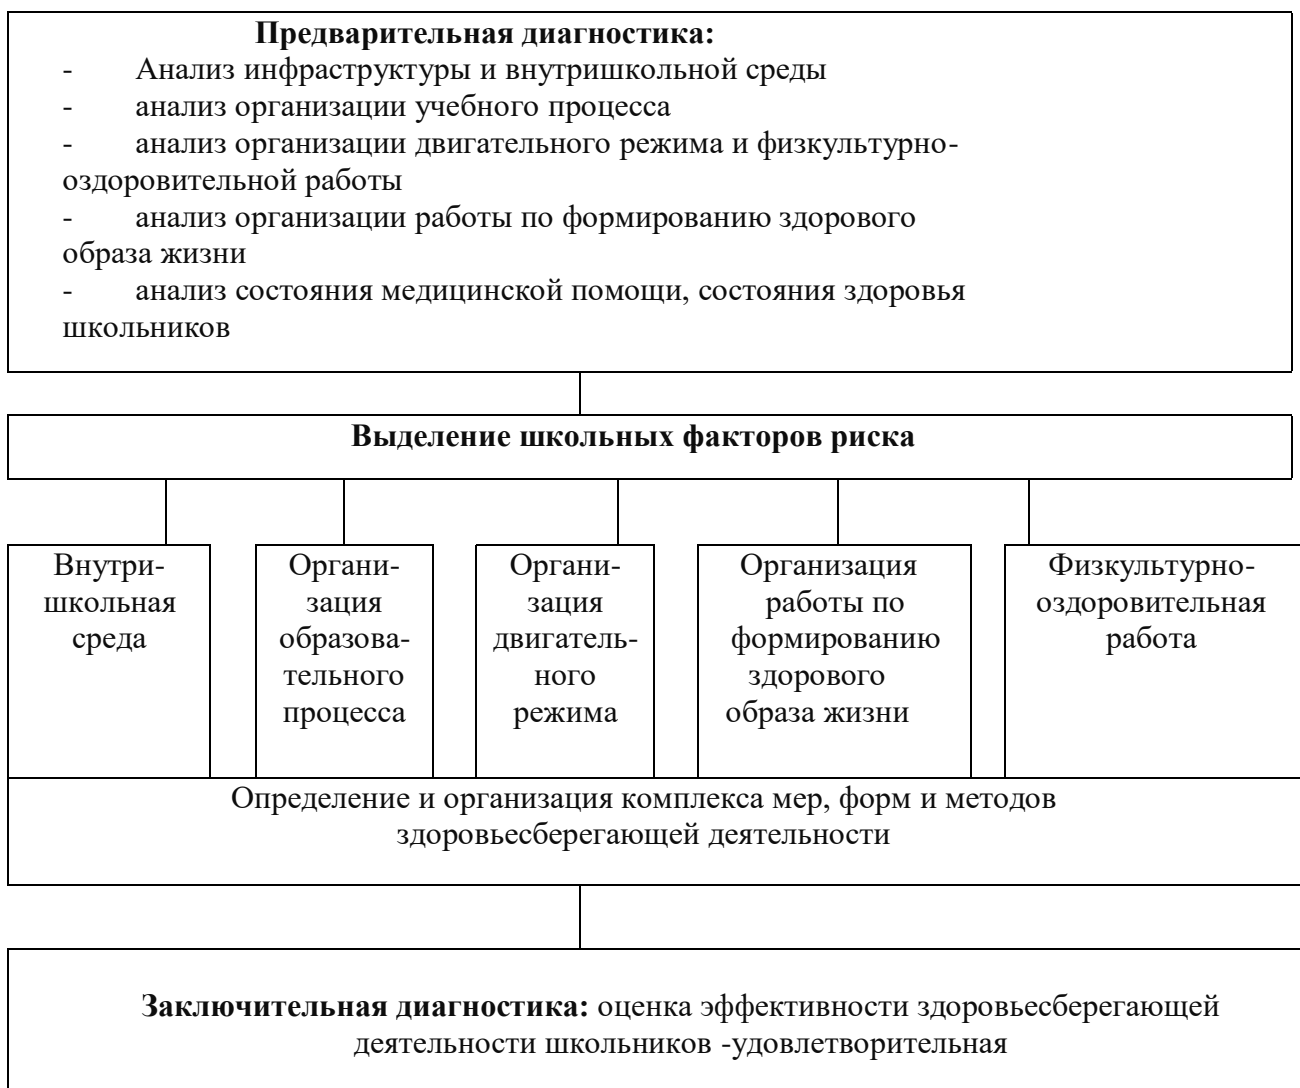 Предварительная диагностика:
- Анализ инфраструктуры и внутришкольной среды
- анализ организации учебного процесса
- анализ организации двигательного режима и физкультурно-
оздоровительной работы
- анализ организации работы по формированию здорового
образа жизни
- анализ состояния медицинской помощи, состояния здоровья
школьников
Выделение школьных факторов риска
Внутри-
школьная
среда
Органи-
зация
образова-
тельного
процесса
Органи-
зация
двигатель-
ного
режима
Организация
работы по
формированию
здорового
образа жизни
Физкультурно-
оздоровительная
работа
Определение и организация комплекса мер, форм и методов
здоровьесберегающей деятельности
Заключительная диагностика: оценка эффективности здоровьесберегающей
деятельности школьников -удовлетворительная